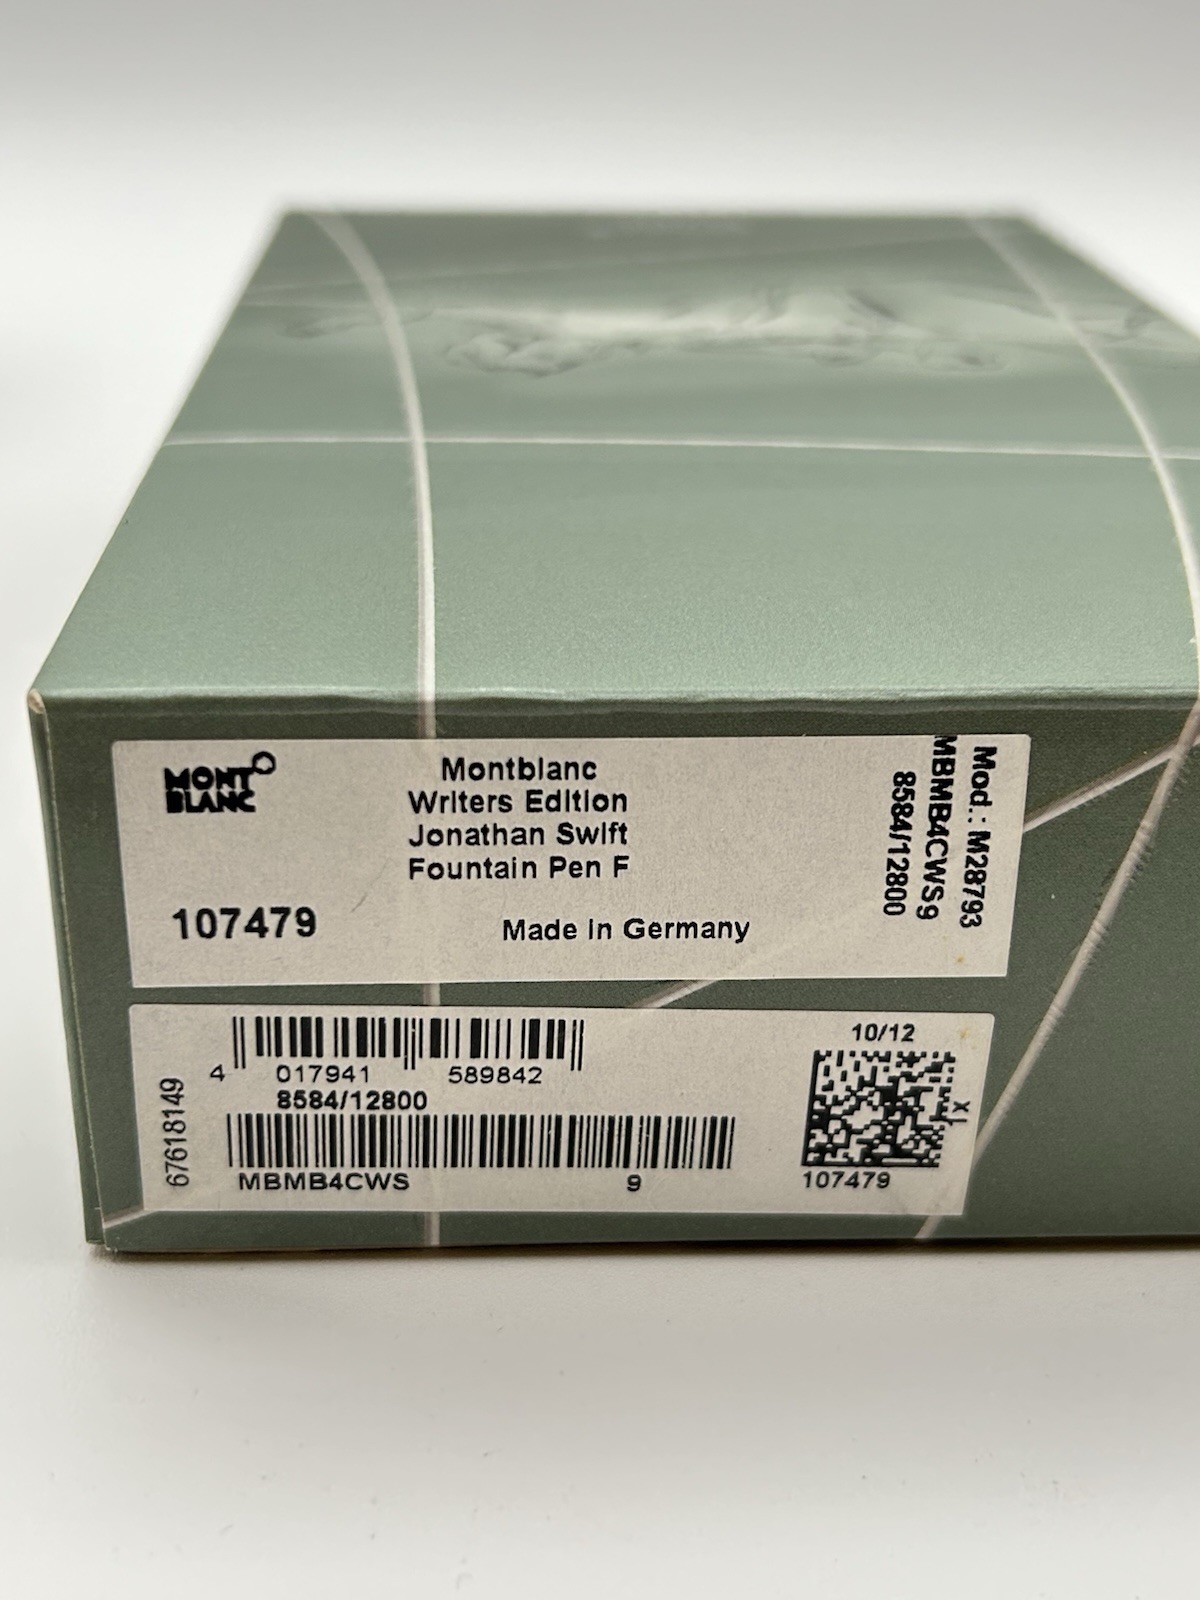 MONT
BLANC
Montblanc
Writers Edition
Jonathan Swift
Fountain Pen F
107479
Made in Germany
Mod.: M28793
MBMB4CWS9
8584/12800
4 017941 589842
8584/12800
67618149
MBMB4CWS 9
10/12
XL
107479